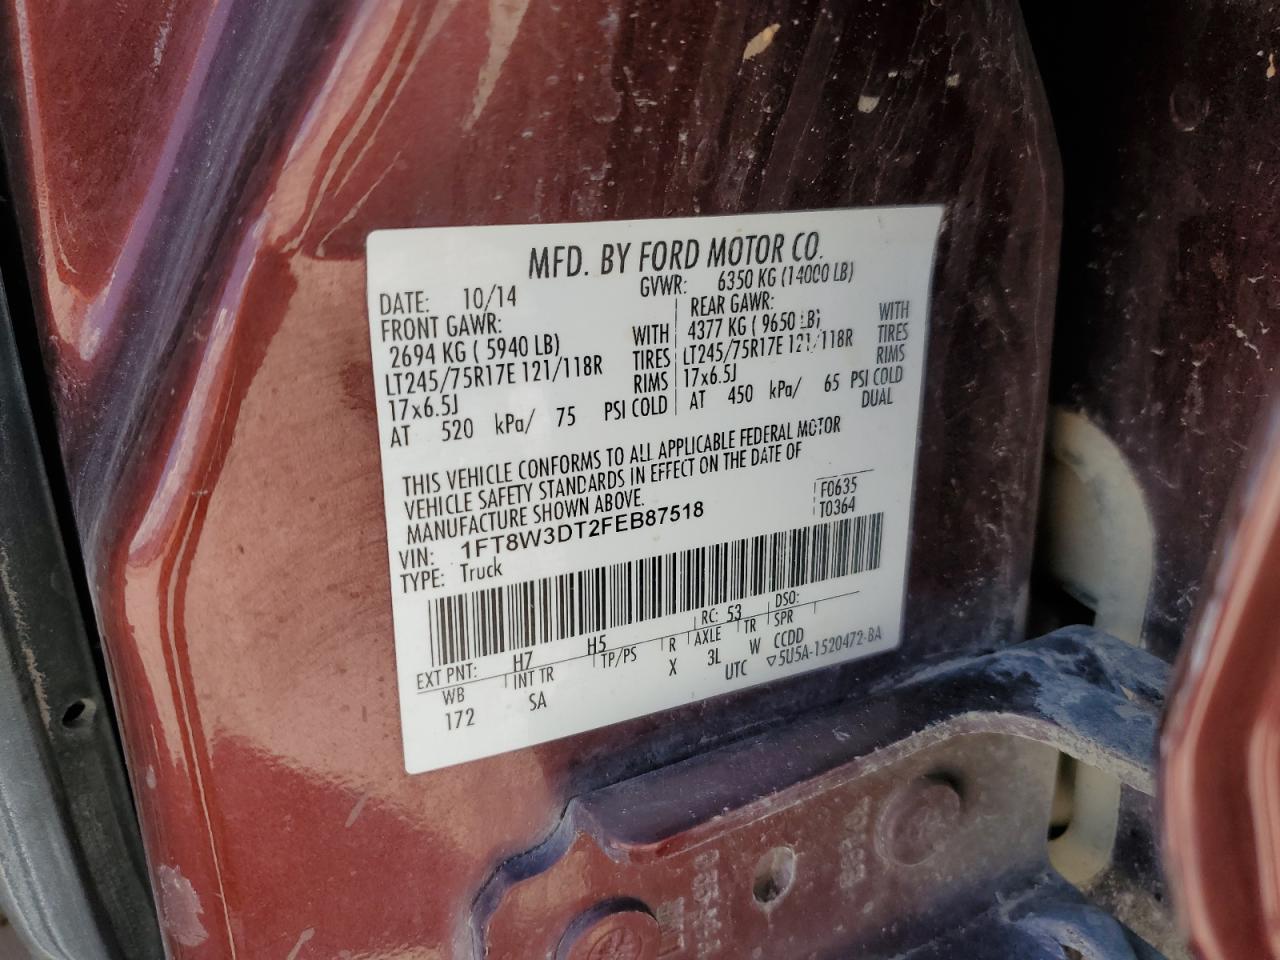 MFD. BY FORD MOTOR CO.
DATE: 10/14 GVWR: 6350 KG (14000 LB)
FRONT GAWR: REAR GAWR:
2694 KG ( 5940 LB) WITH 4377 KG ( 9650 LB) WITH
LT245/75R17E 121/118R TIRES LT245/75R17E 121/118R TIRES
17x6.5J RIMS 17x6.5J RIMS
AT 520 kPa/ 75 PSI COLD AT 450 kPa/ 65 PSI COLD
DUAL
THIS VEHICLE CONFORMS TO ALL APPLICABLE FEDERAL MOTOR
VEHICLE SAFETY STANDARDS IN EFFECT ON THE DATE OF
MANUFACTURE SHOWN ABOVE.
VIN: 1FT8W3DT2FEB87518 F0635
TYPE: Truck T0364
EXT PNT: H7 H5 RC: 53 DSO:
WB INT TR TP/PS R AXLE TR SPR
172 SA X 3L W CCDD
UTC ▽5U5A-1520472-BA